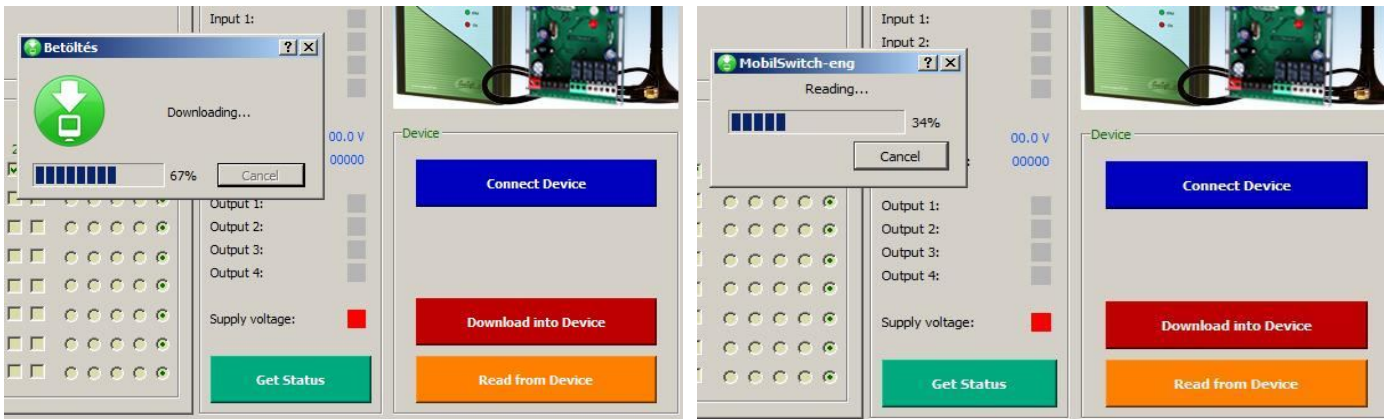 Input 1:
Betöltés
Downloading...
67%
Cancel
00.0 V
00000
Output 1:
Output 2:
Output 3:
Output 4:
Supply voltage:
Get Status
Device
Connect Device
Download into Device
Read from Device
Input 1:
Input 2:
MobilSwitch-eng
Reading...
34%
Cancel
00.0 V
00000
Output 1:
Output 2:
Output 3:
Output 4:
Supply voltage:
Get Status
Device
Connect Device
Download into Device
Read from Device